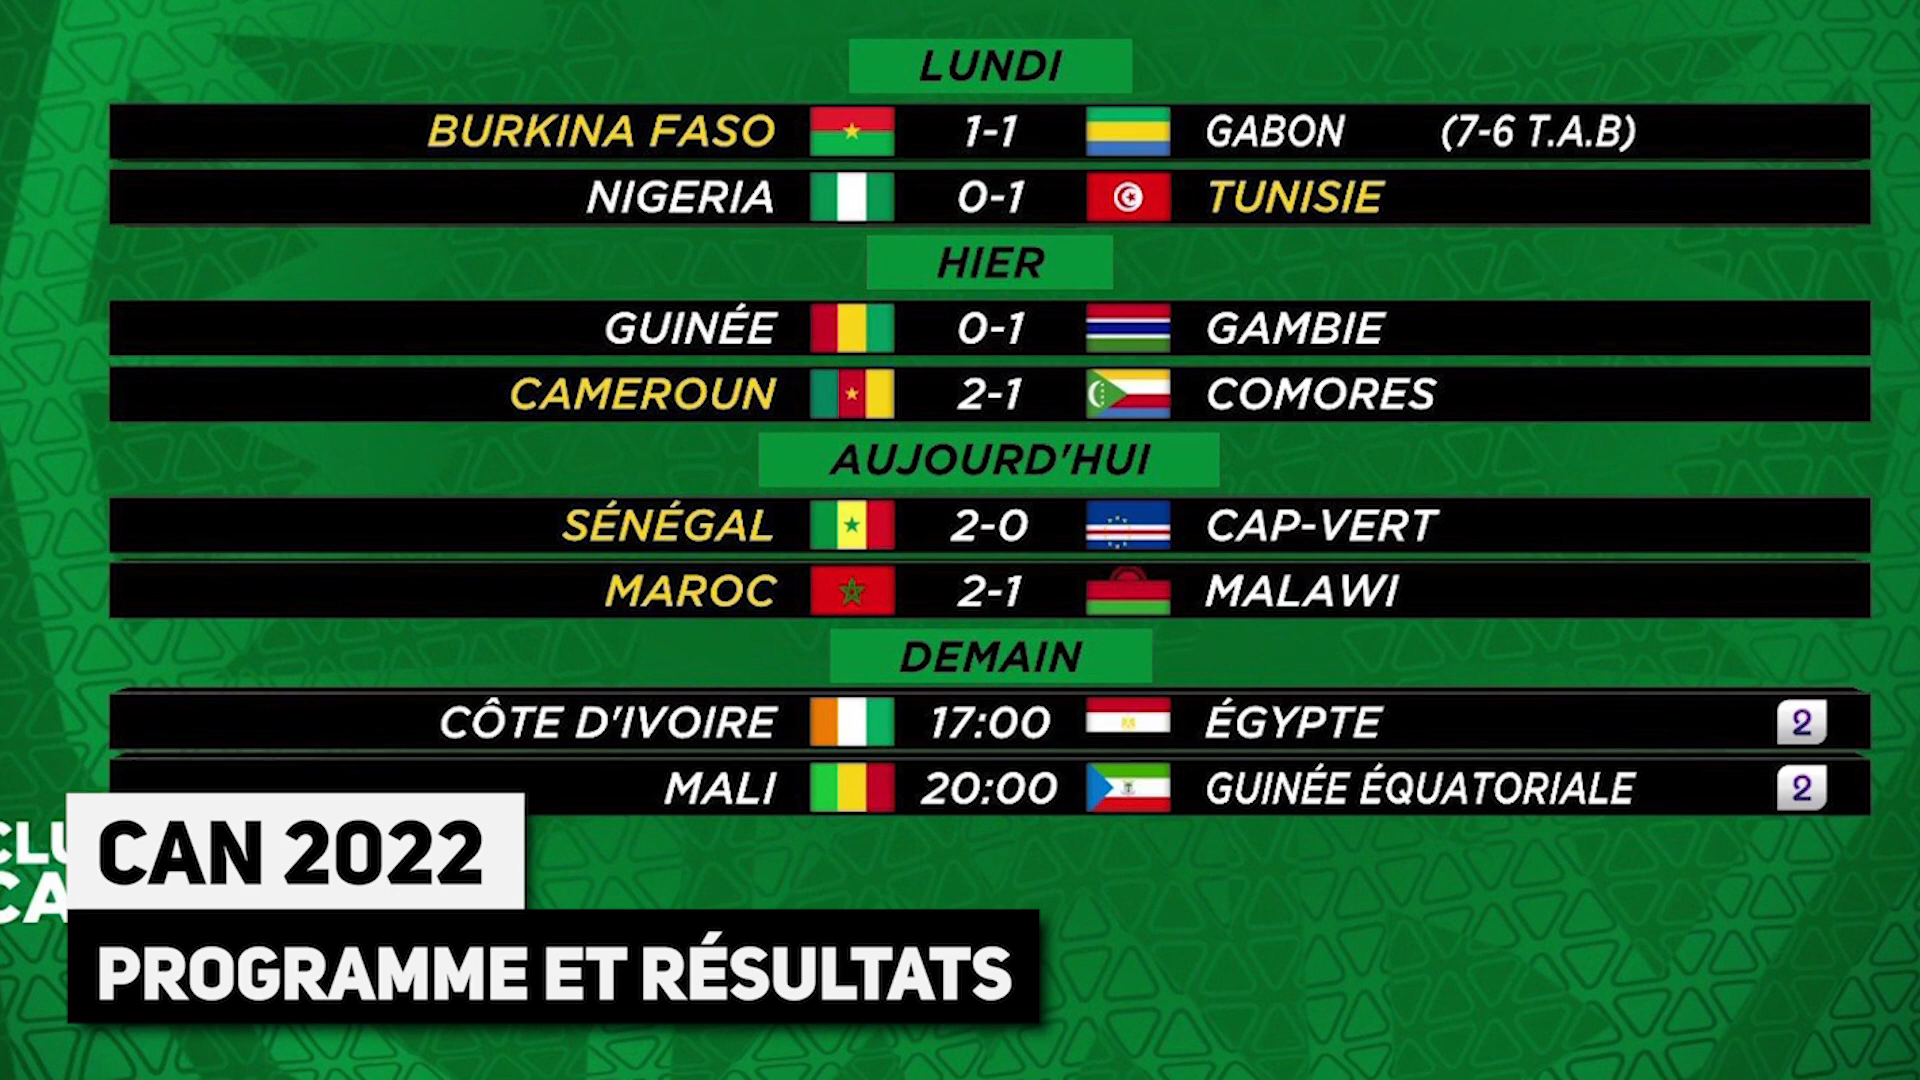 LUNDI
BURKINA FASO 1-1 GABON (7-6 T.A.B)
NIGERIA 0-1 TUNISIE
HIER
GUINÉE 0-1 GAMBIE
CAMEROUN 2-1 COMORES
AUJOURD'HUI
SÉNÉGAL 2-0 CAP-VERT
MAROC 2-1 MALAWI
DEMAIN
CÔTE D'IVOIRE 17:00 ÉGYPTE 2
MALI 20:00 GUINÉE ÉQUATORIALE 2
CAN 2022
PROGRAMME ET RÉSULTATS